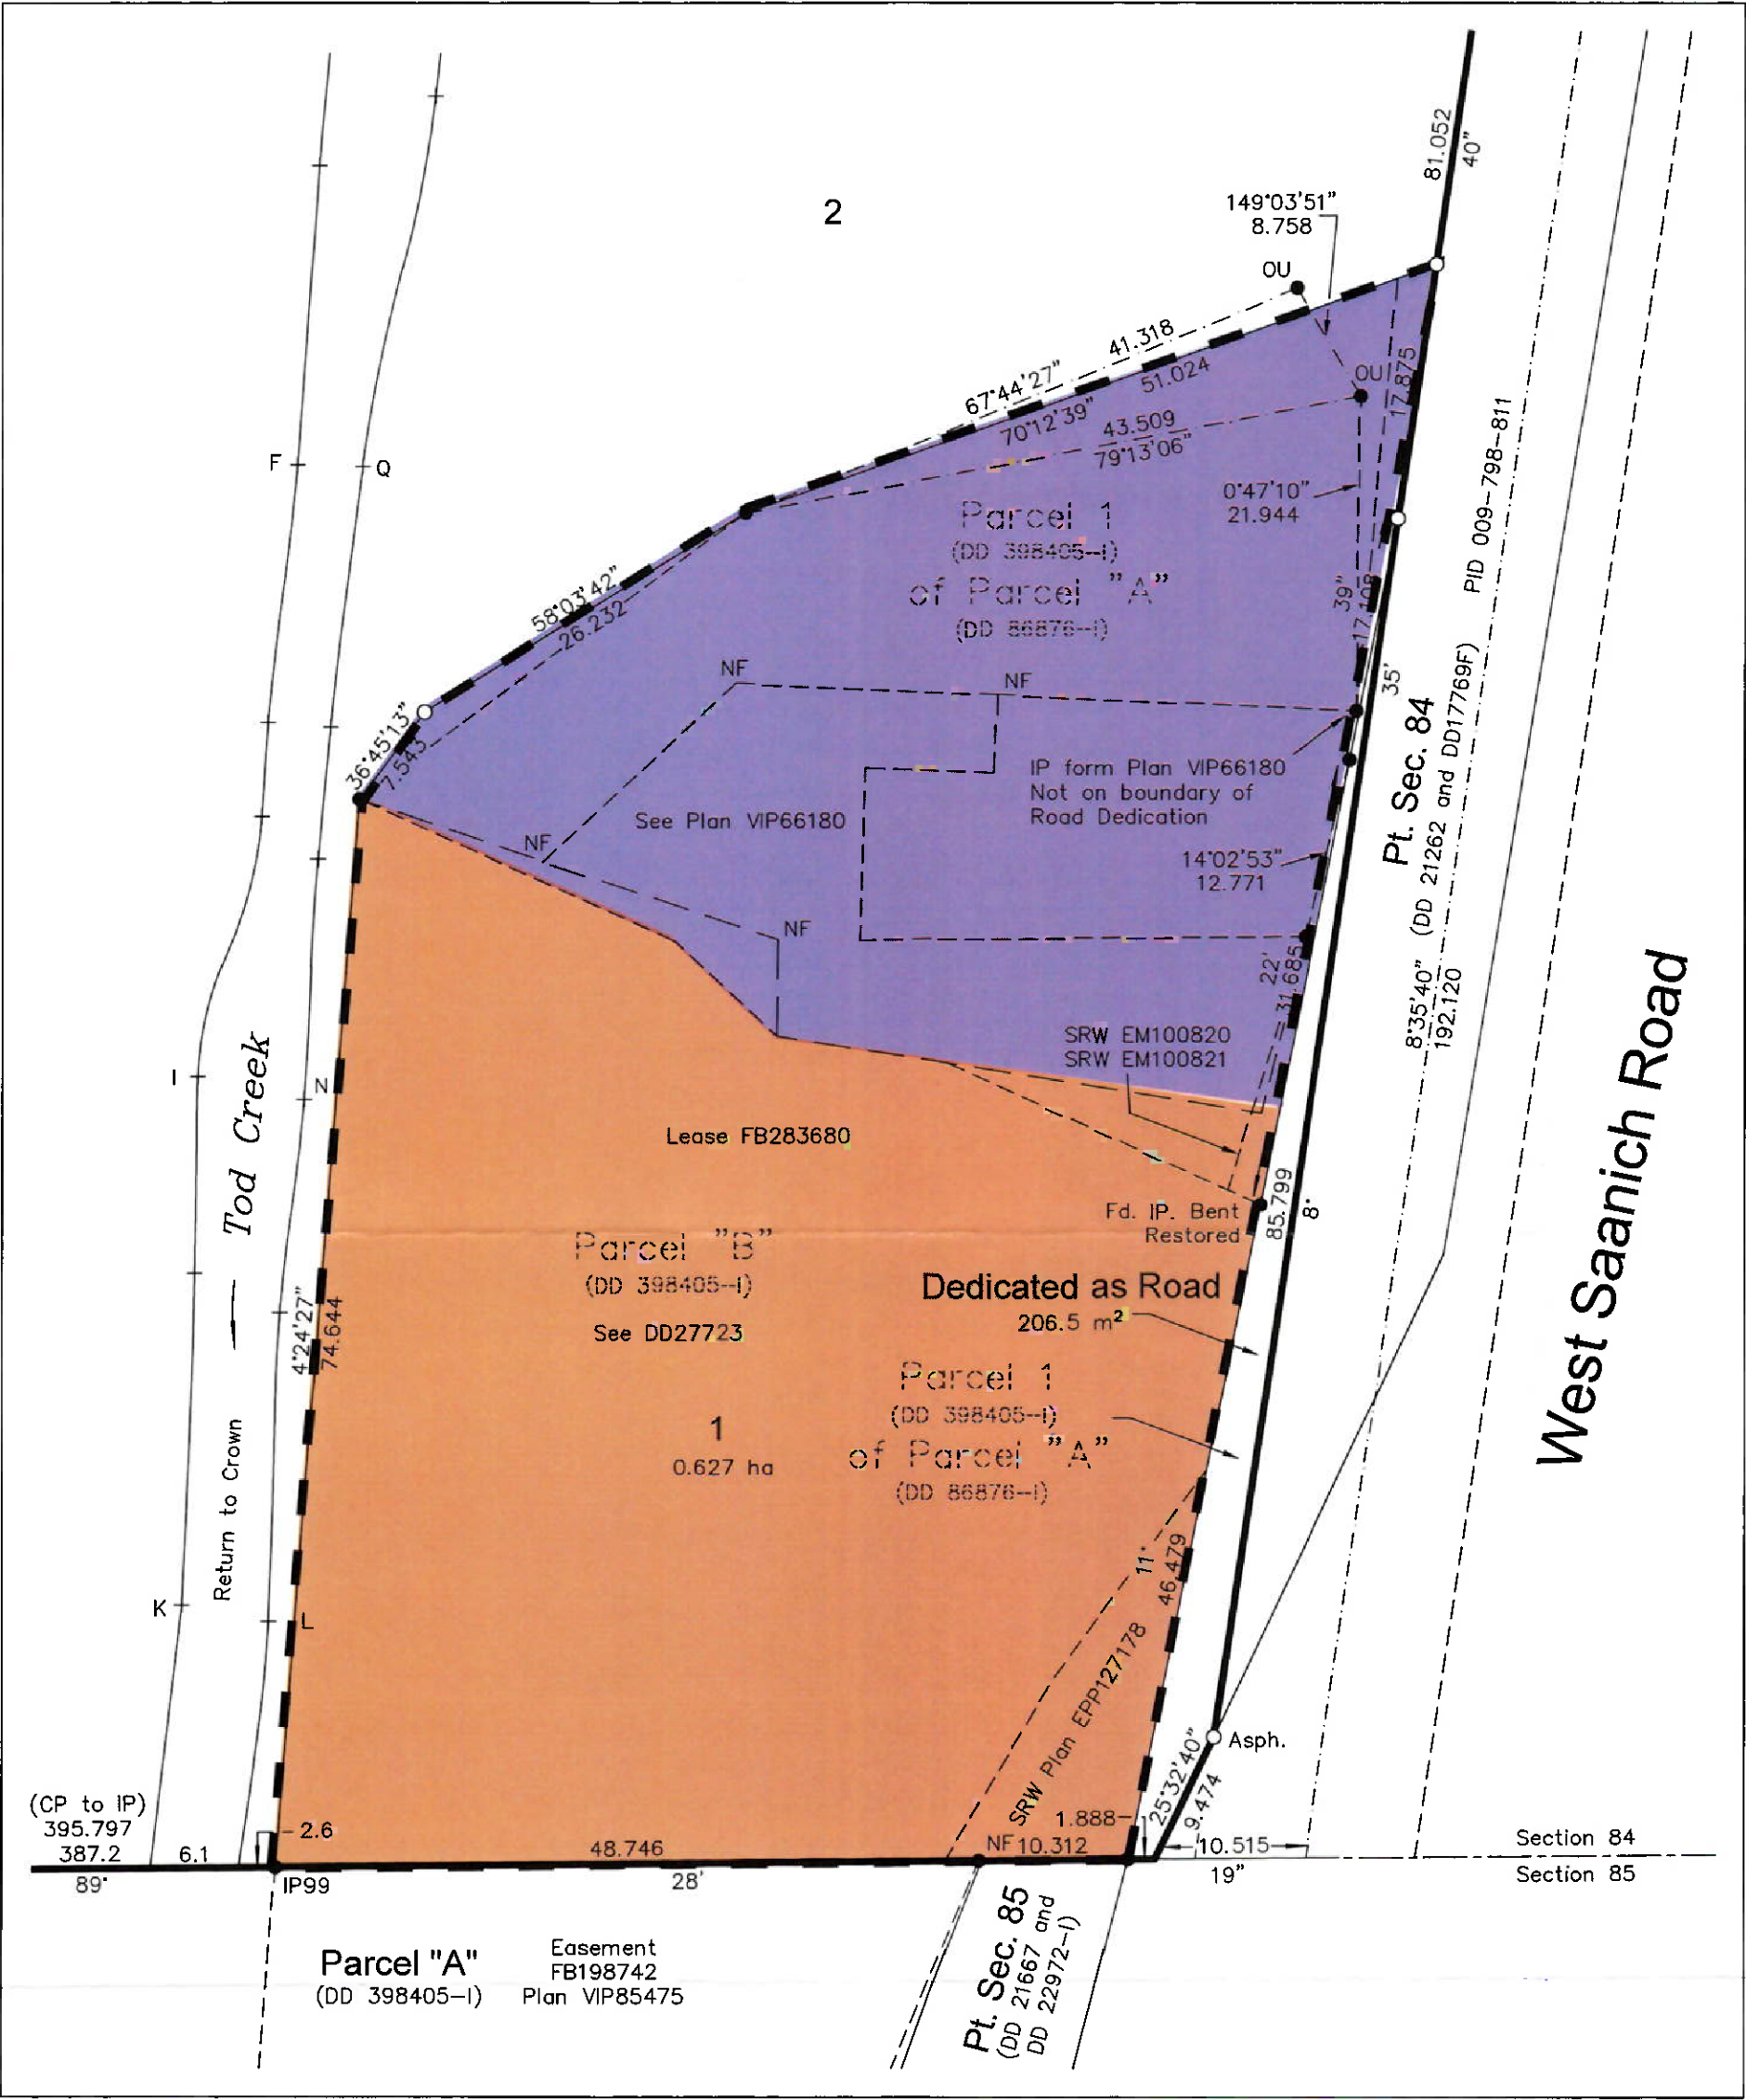 2
81.052
40"
149°03'51"
8.758
OU
41.318
67°44'27"
51.024
70°12'39"
OU
17.875
43.509
79°13'06"
F
Q
0°47'10"
21.944
Parcel 1
(DD 398405-I)
of Parcel "A"
(DD 86876-I)
PID 009-798-811
58°03'42"
26.232
39"
17.108
NF
NF
35'
36°45'13"
7.543
IP form Plan VIP66180
Not on boundary of
Road Dedication
Pt. Sec. 84
(DD 21262 and DD17769F)
See Plan VIP66180
NF
14°02'53"
12.771
NF
22'
31.685
8°35'40"
192.120
SRW EM100820
SRW EM100821
I
N
Tod Creek
Lease FB283680
West Saanich Road
Fd. IP. Bent
Restored
85.799
8°
Parcel "B"
(DD 398405-I)
See DD27723
Dedicated as Road
206.5 m²
4°24'27"
74.644
Parcel 1
(DD 398405-I)
of Parcel "A"
(DD 86876-I)
1
0.627 ha
Return to Crown
11°
46.479
K
L
SRW Plan EPP127178
25°32'40"
9.474
Asph.
(CP to IP)
395.797
387.2
6.1
2.6
48.746
NF
10.312
1.888
10.515
Section 84
89°
IP99
28'
19"
Section 85
Parcel "A"
(DD 398405-I)
Easement
FB198742
Plan VIP85475
Pt. Sec. 85
(DD 21667 and
DD 22972-I)